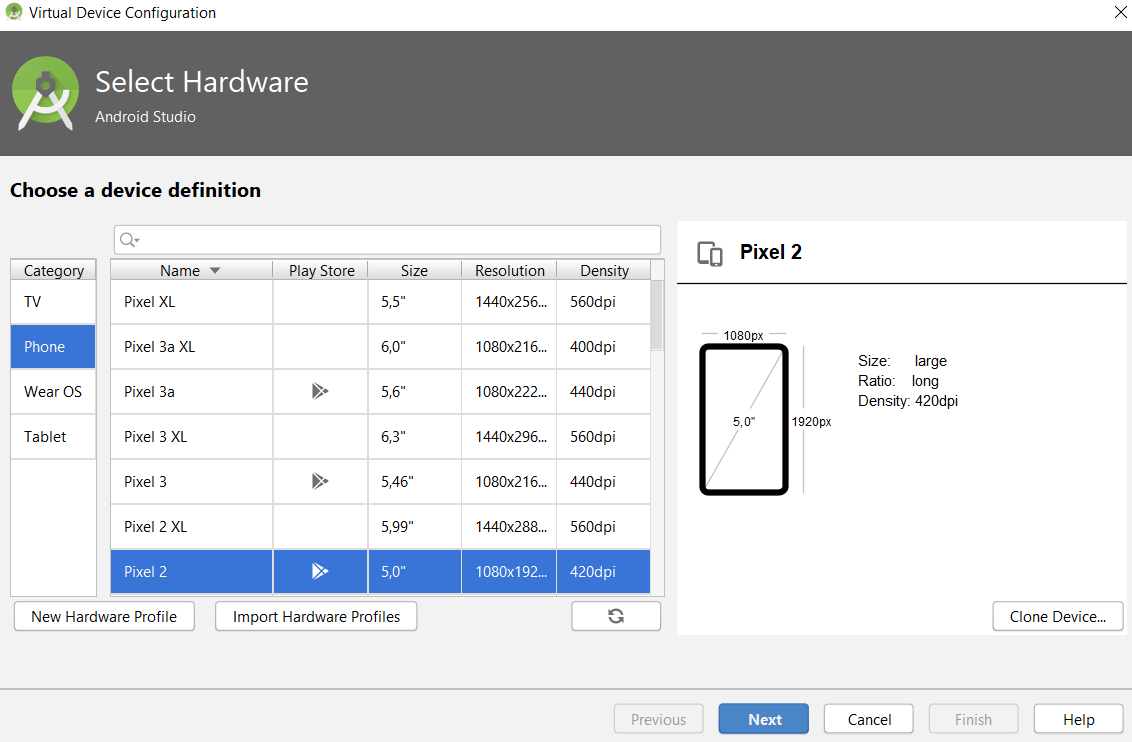 Virtual Device Configuration
Select Hardware
Android Studio
Choose a device definition
Category
TV
Phone
Wear OS
Tablet
Name Play Store Size Resolution Density
Pixel XL 5,5" 1440x256... 560dpi
Pixel 3a XL 6,0" 1080x216... 400dpi
Pixel 3a 5,6" 1080x222... 440dpi
Pixel 3 XL 6,3" 1440x296... 560dpi
Pixel 3 5,46" 1080x216... 440dpi
Pixel 2 XL 5,99" 1440x288... 560dpi
Pixel 2 5,0" 1080x192... 420dpi
New Hardware Profile Import Hardware Profiles
Pixel 2
1080px
5,0"
1920px
Size: large
Ratio: long
Density: 420dpi
Clone Device...
Previous Next Cancel Finish Help